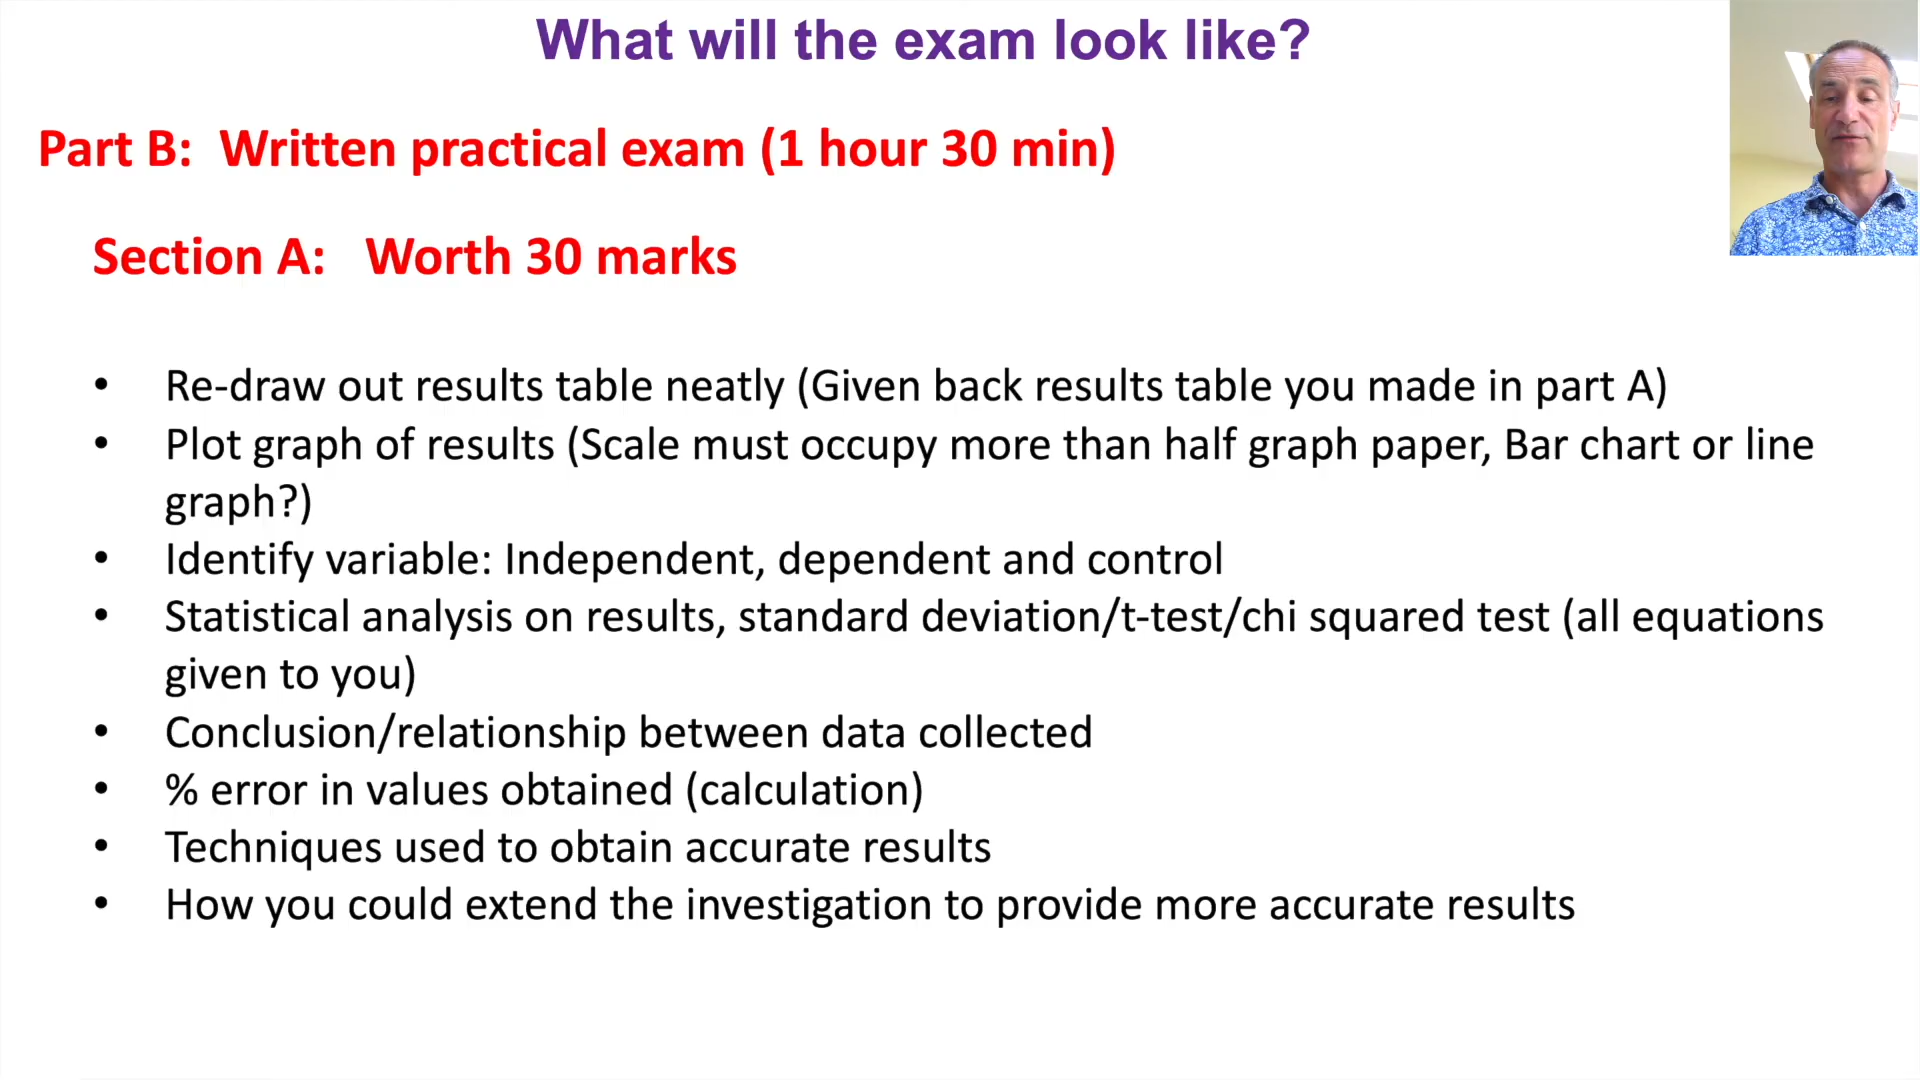 What will the exam look like?
Part B: Written practical exam (1 hour 30 min)
Section A: Worth 30 marks
• Re-draw out results table neatly (Given back results table you made in part A)
• Plot graph of results (Scale must occupy more than half graph paper, Bar chart or line
graph?)
• Identify variable: Independent, dependent and control
• Statistical analysis on results, standard deviation/t-test/chi squared test (all equations
given to you)
• Conclusion/relationship between data collected
• % error in values obtained (calculation)
• Techniques used to obtain accurate results
• How you could extend the investigation to provide more accurate results